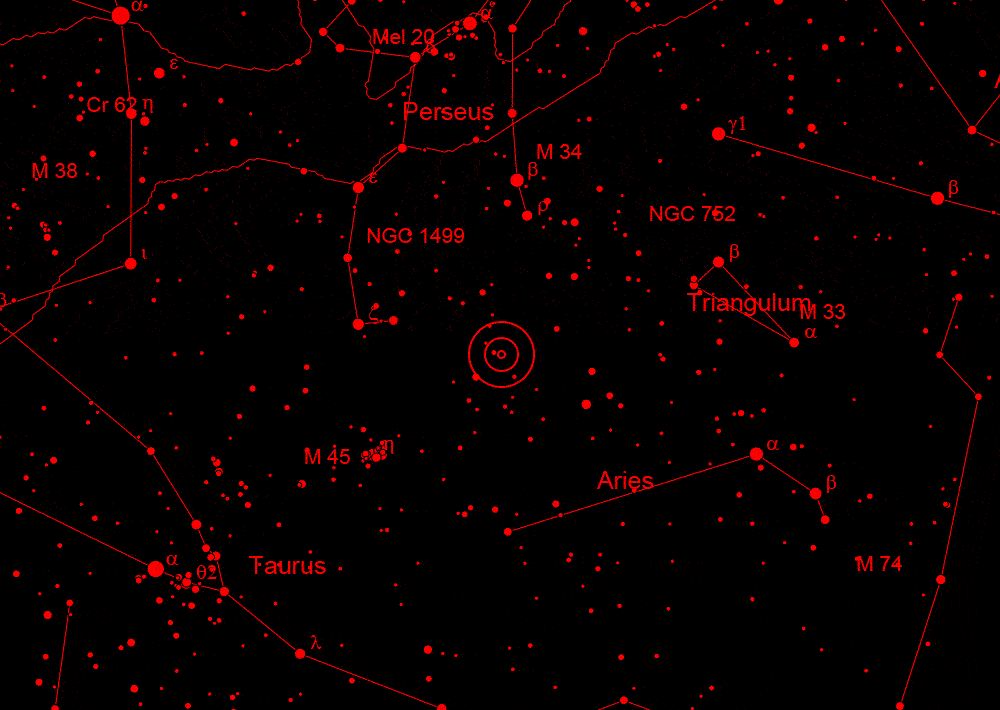 α
α
Mel 20
δ
ε
Cr 62 η
Perseus
γ1
M 34
M 38
β
ε
β
ρ
NGC 752
NGC 1499
ι
β
β
Triangulum
M 33
ζ
α
η
M 45
α
Aries
β
α
θ2
Taurus
M 74
λ